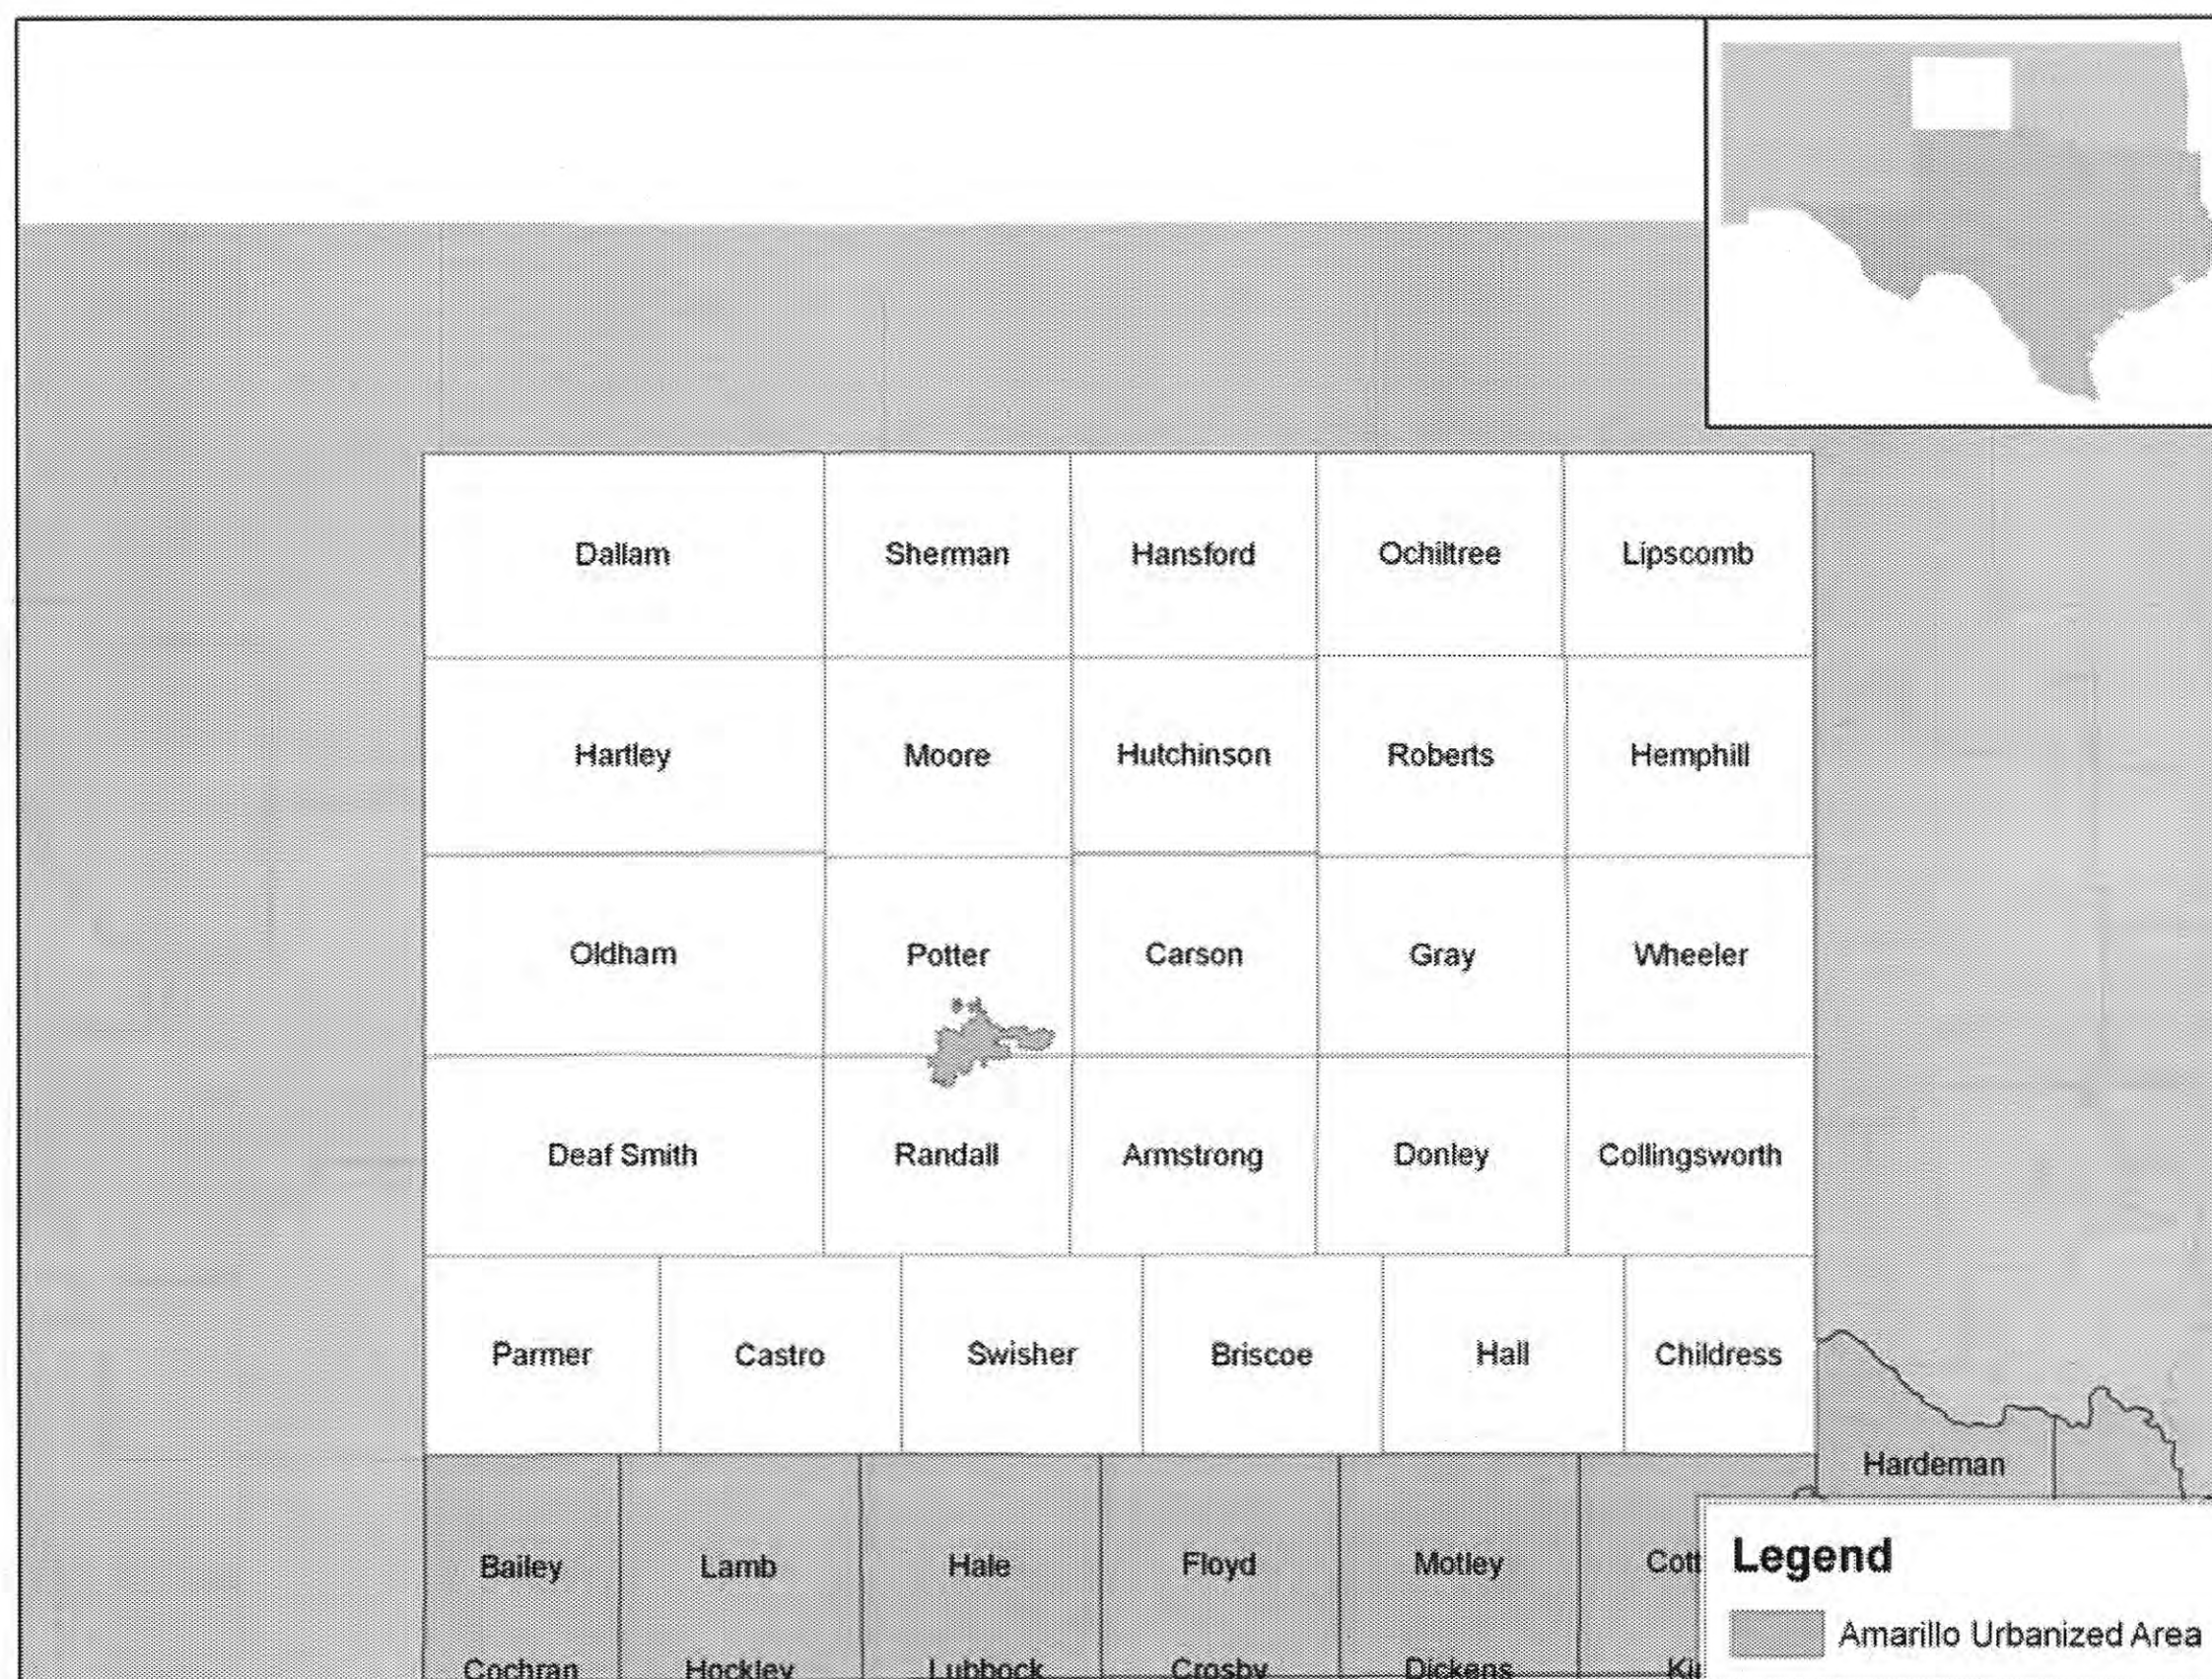 Dallam Sherman Hansford Ochiltree Lipscomb
Hartley Moore Hutchinson Roberts Hemphill
Oldham Potter Carson Gray Wheeler
Deaf Smith Randall Armstrong Donley Collingsworth
Parmer Castro Swisher Briscoe Hall Childress
Hardeman
Bailey Lamb Hale Floyd Motley Cott
Cochran Hockley Lubbock Crosby Dickens
Legend
Amarillo Urbanized Area